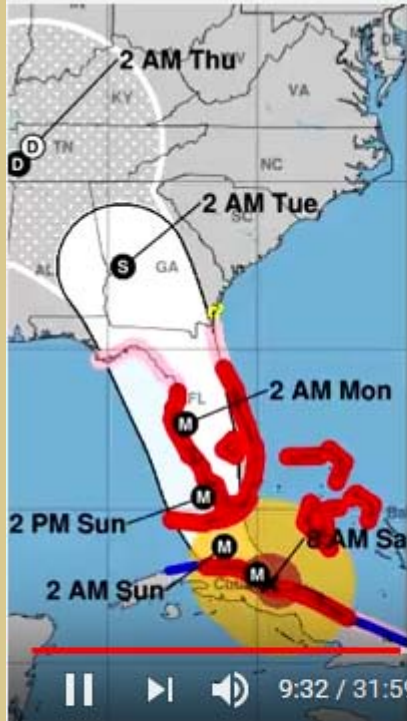 2 AM Thu
KY
VA
D
D
TN
NC
2 AM Tue
SC
S
AL
GA
2 AM Mon
FL
M
M
2 PM Sun
8 AM Sa
M
M
2 AM Sun
9:32 / 31:59